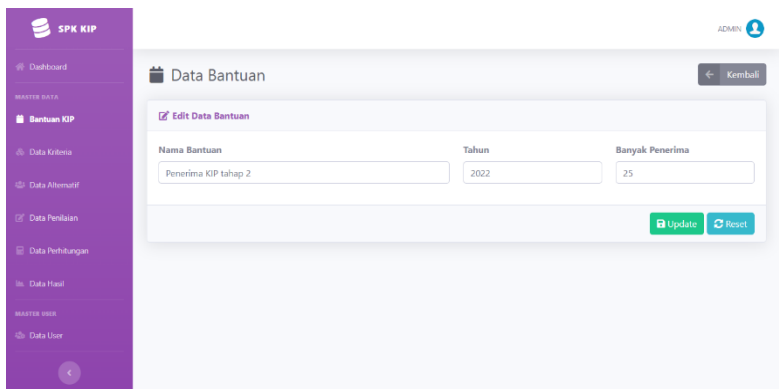 SPK KIP
ADMIN
Dashboard
MASTER DATA
Bantuan KIP
Data Kriteria
Data Alternatif
Data Penilaian
Data Perhitungan
Data Hasil
MASTER USER
Data User
Data Bantuan
Kembali
Edit Data Bantuan
Nama Bantuan Tahun Banyak Penerima
Penerima KIP tahap 2 2022 25
Update Reset